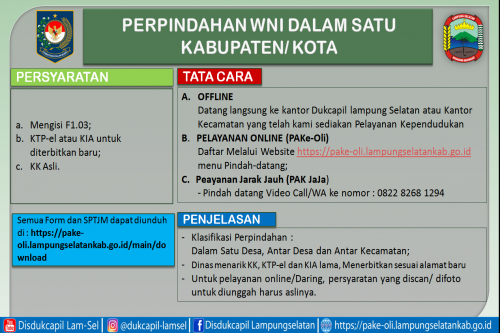 PERPINDAHAN WNI DALAM SATU
KABUPATEN/ KOTA
PERSYARATAN
a. Mengisi F1.03;
b. KTP-el atau KIA untuk
diterbitkan baru;
c. KK Asli.
Semua Form dan SPTJM dapat diunduh
di : https://pake-
oli.lampungselatankab.go.id/main/do
wnload
TATA CARA
A. OFFLINE
Datang langsung ke kantor Dukcapil lampung Selatan atau Kantor
Kecamatan yang telah kami sediakan Pelayanan Kependudukan
B. PELAYANAN ONLINE (PAKe-Oli)
Daftar Melalui Website https://pake-oli.lampungselatankab.go.id
menu Pindah-datang;
C. Peayanan Jarak Jauh (PAK JaJa)
- Pindah datang Video Call/WA ke nomor : 0822 8268 1294
PENJELASAN
- Klasifikasi Perpindahan :
Dalam Satu Desa, Antar Desa dan Antar Kecamatan;
- Dinas menarik KK, KTP-el dan KIA lama, Menerbitkan sesuai alamat baru
- Untuk pelayanan online/Daring, persyaratan yang discan/ difoto
untuk diunggah harus aslinya.
Disdukcapil Lam-Sel
@dukcapil-lamsel
Disdukcapil Lampungselatan
https://pake-oli.lampungselatankab.go.id